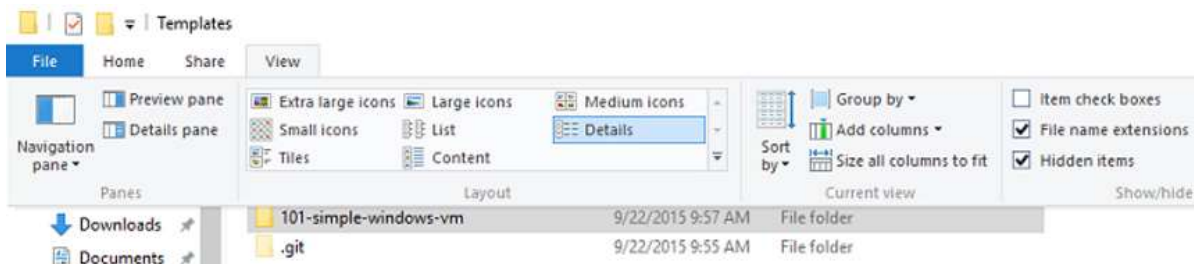 Templates
File Home Share View
Preview pane
Details pane
Navigation pane
Panes
Extra large icons Large icons Medium icons
Small icons List Details
Tiles Content
Layout
Sort by
Group by
Add columns
Size all columns to fit
Current view
Item check boxes
File name extensions
Hidden items
Show/hide
Downloads
Documents
101-simple-windows-vm 9/22/2015 9:57 AM File folder
.git 9/22/2015 9:55 AM File folder